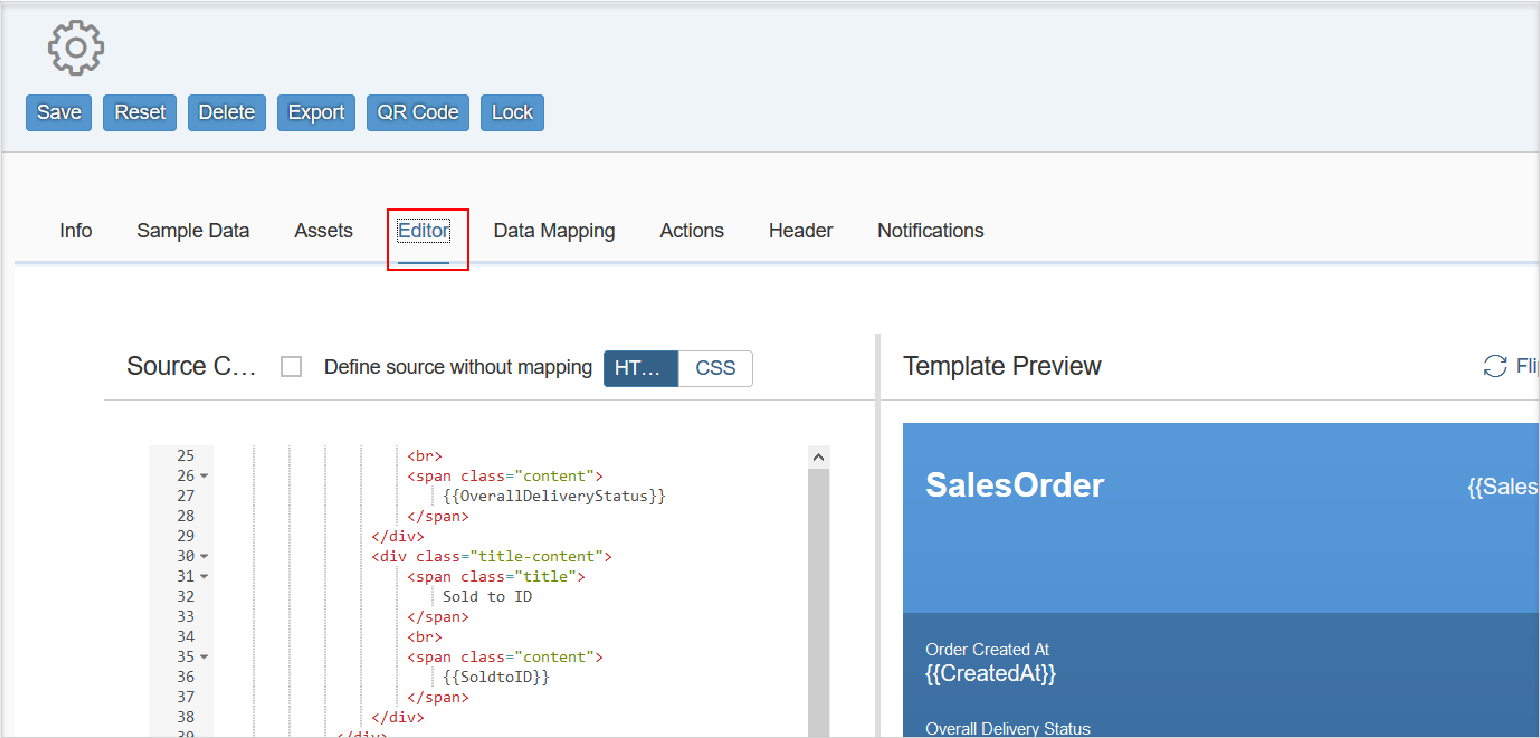 Save Reset Delete Export QR Code Lock
Info Sample Data Assets Editor Data Mapping Actions Header Notifications
Source C... Define source without mapping HT... CSS
Template Preview
25 <br>
26 <span class="content">
27 {{OverallDeliveryStatus}}
28 </span>
29 </div>
30 <div class="title-content">
31 <span class="title">
32 Sold to ID
33 </span>
34 <br>
35 <span class="content">
36 {{SoldtoID}}
37 </span>
38 </div>
39 </div>
SalesOrder {{Sales
Order Created At
{{CreatedAt}}
Overall Delivery Status